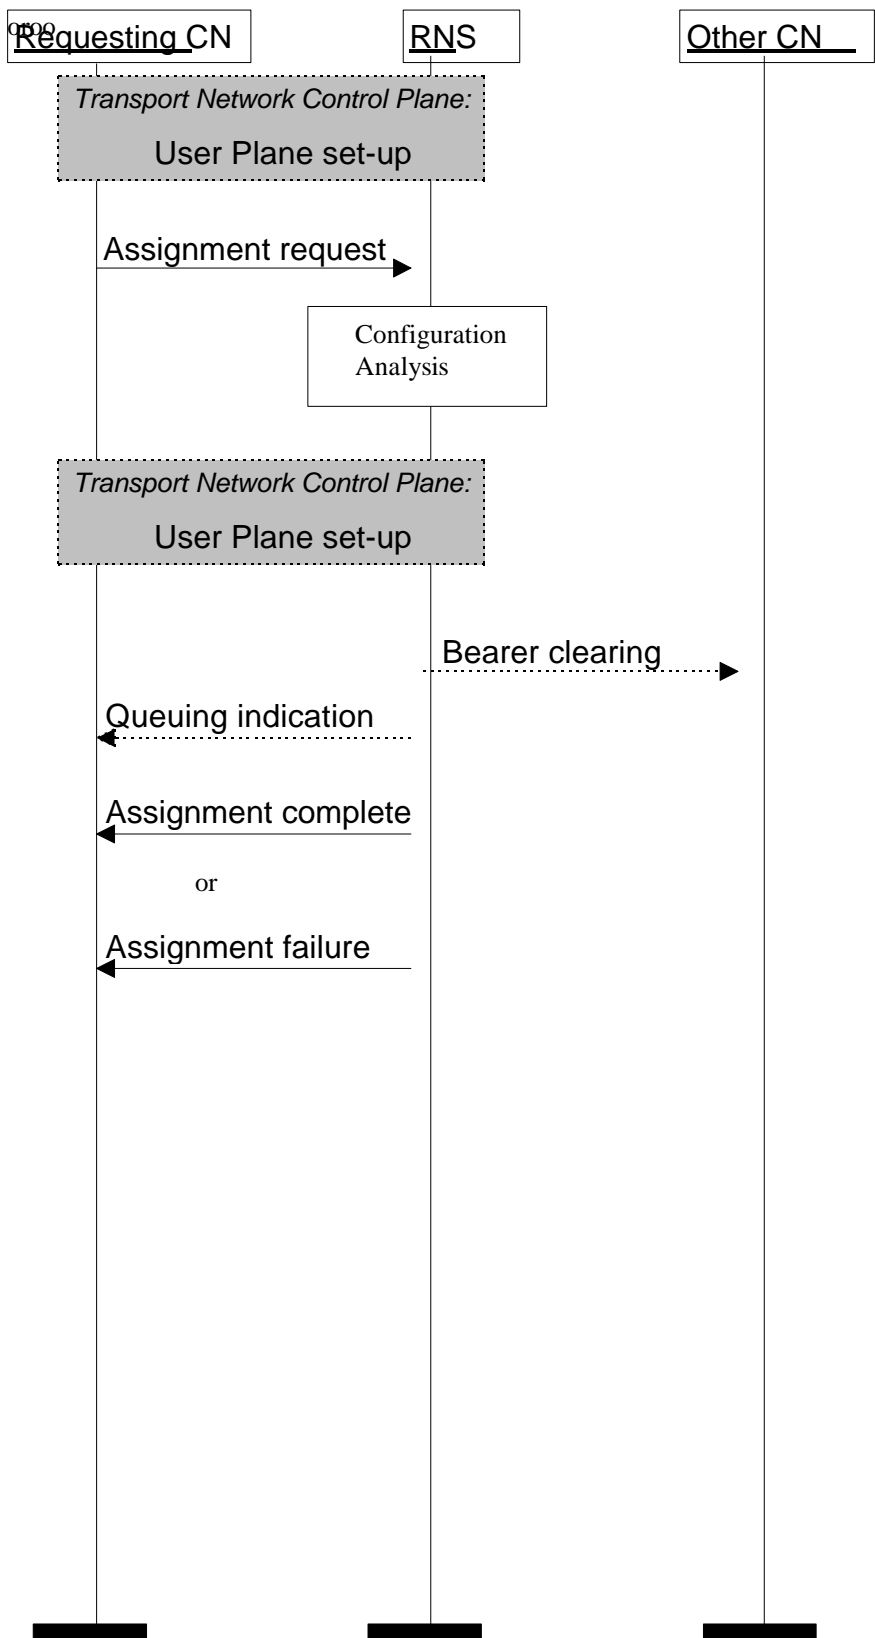 oroo
Requesting CN
RNS
Other CN
Transport Network Control Plane:
User Plane set-up
Assignment request
Configuration
Analysis
Transport Network Control Plane:
User Plane set-up
Bearer clearing
Queuing indication
Assignment complete
or
Assignment failure